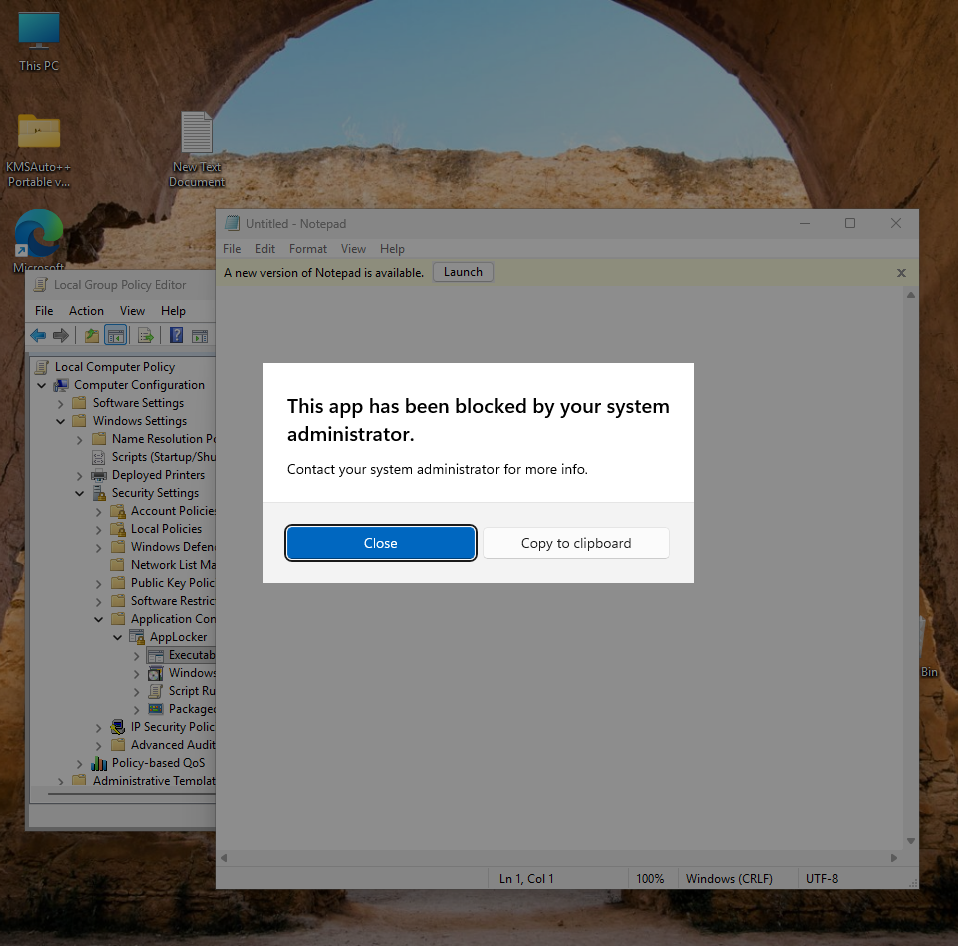 This PC
KMSAuto++
Portable v...
New Text
Document
Microsoft
Untitled - Notepad
File Edit Format View Help
A new version of Notepad is available. Launch
Local Group Policy Editor
File Action View Help
Local Computer Policy
Computer Configuration
Software Settings
Windows Settings
Name Resolution Po
Scripts (Startup/Shu
Deployed Printers
Security Settings
Account Policies
Local Policies
Windows Defen
Network List Ma
Public Key Polic
Software Restric
Application Con
AppLocker
Executab
Windows
Script Ru
Packaged
IP Security Polic
Advanced Audit
Policy-based QoS
Administrative Templat
This app has been blocked by your system
administrator.
Contact your system administrator for more info.
Close Copy to clipboard
Bin
Ln 1, Col 1 100% Windows (CRLF) UTF-8